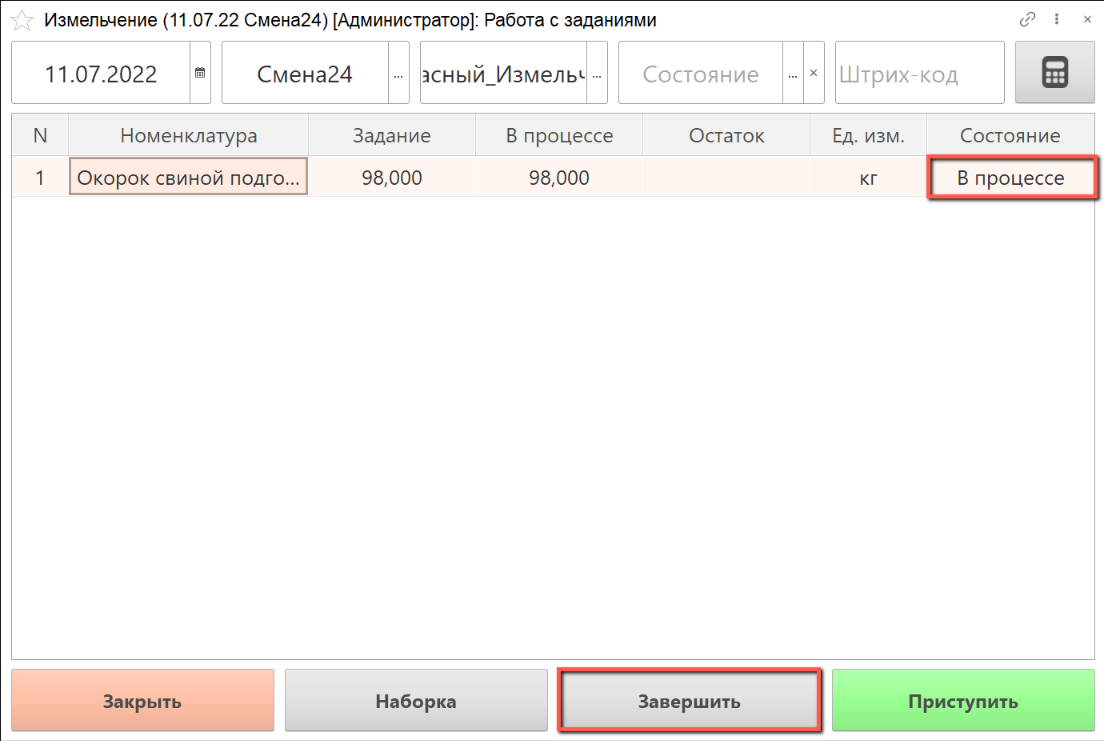 Измельчение (11.07.22 Смена24) [Администратор]: Работа с заданиями
11.07.2022 Смена24 ... асный_Измельч ... Состояние ... × Штрих-код
N Номенклатура Задание В процессе Остаток Ед. изм. Состояние
1 Окорок свиной подго... 98,000 98,000 кг В процессе
Закрыть Наборка Завершить Приступить